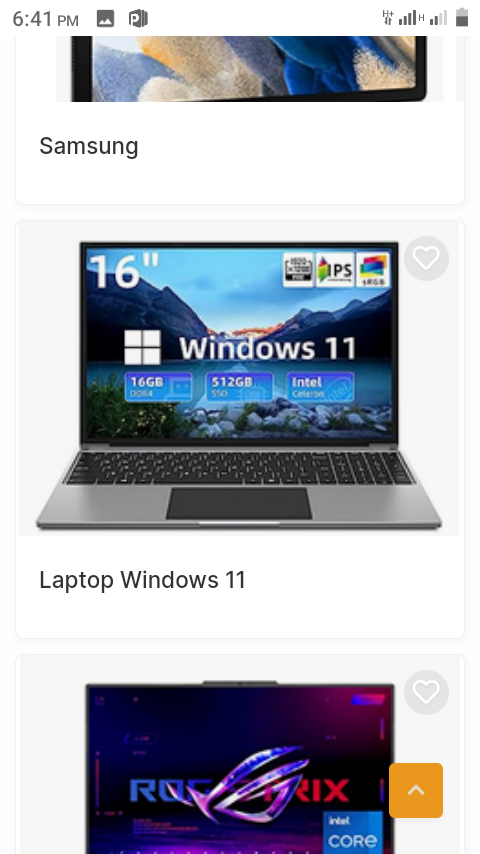 6:41 PM
H+
H
Samsung
16"
1920
×1200
IPS
sRGB
Windows 11
16GB
512GB
Intel
DDR4
SSD
Celeron
Laptop Windows 11
ROG STRIX
intel
CORE